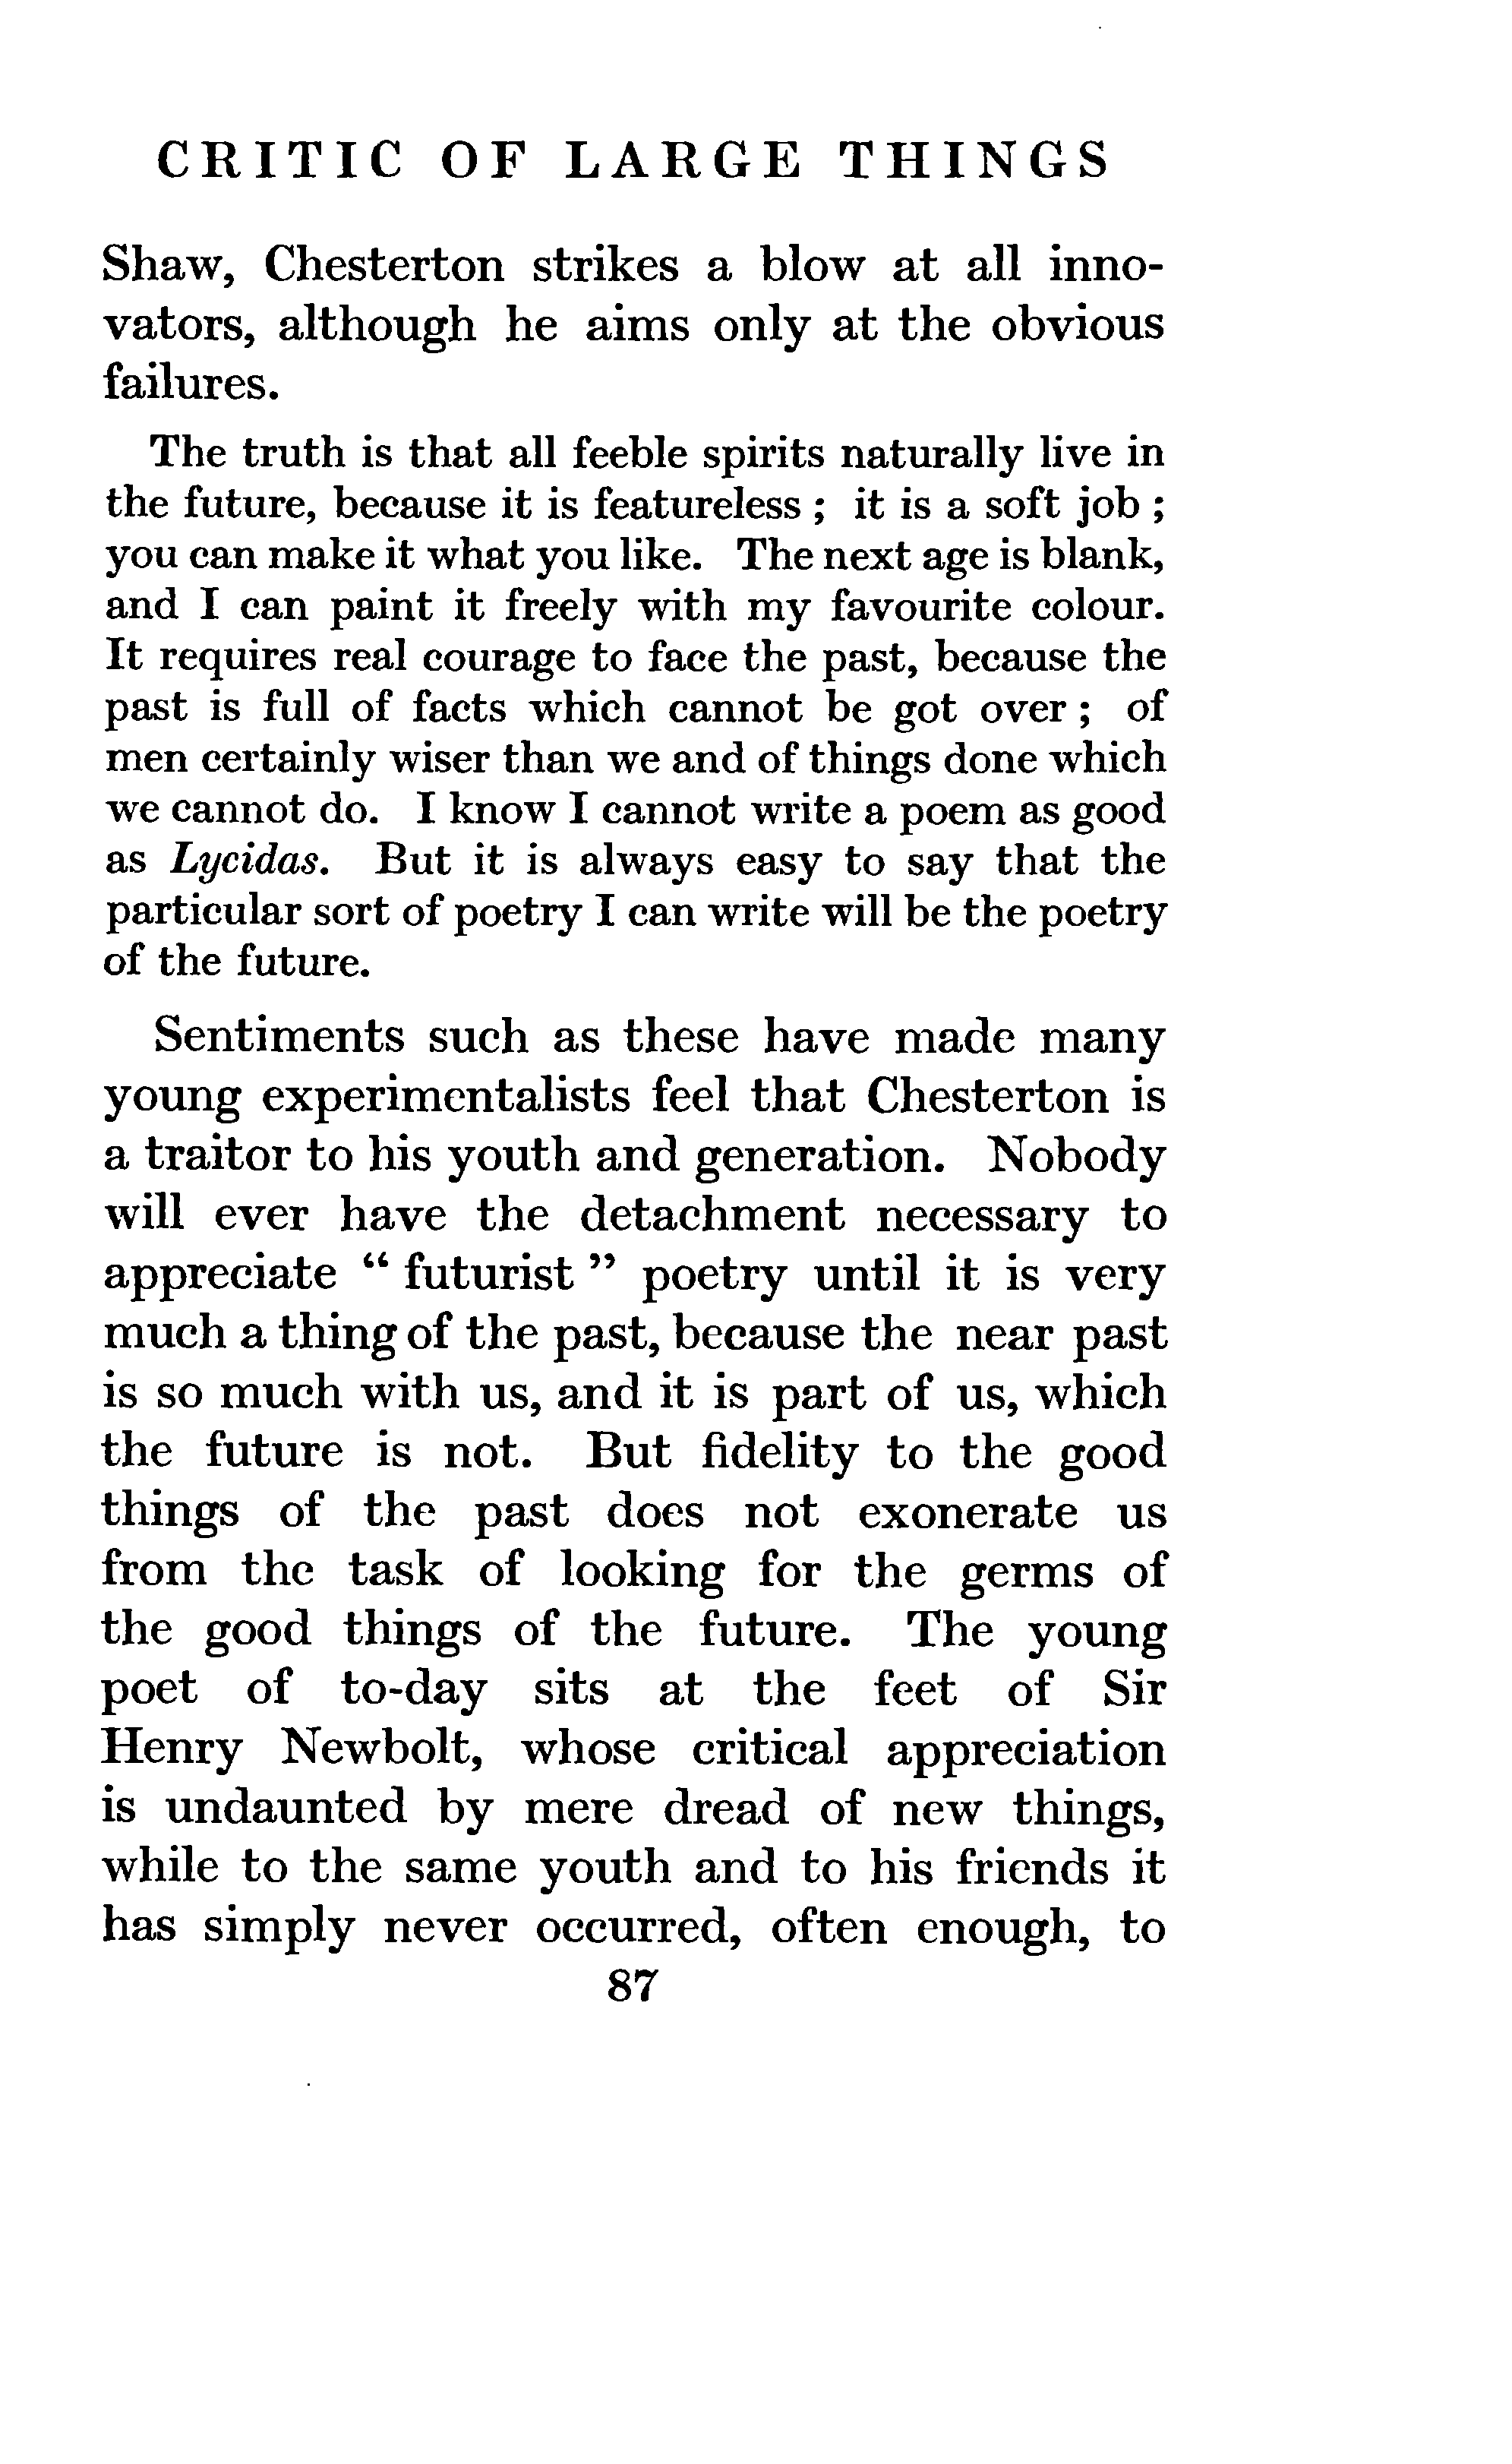 CRITIC OF LARGE THINGS
Shaw, Chesterton strikes a blow at all inno-
vators, although he aims only at the obvious
failures.
The truth is that all feeble spirits naturally live in
the future, because it is featureless ; it is a soft job ;
you can make it what you like. The next age is blank,
and I can paint it freely with my favourite colour.
It requires real courage to face the past, because the
past is full of facts which cannot be got over ; of
men certainly wiser than we and of things done which
we cannot do. I know I cannot write a poem as good
as Lycidas. But it is always easy to say that the
particular sort of poetry I can write will be the poetry
of the future.
Sentiments such as these have made many
young experimentalists feel that Chesterton is
a traitor to his youth and generation. Nobody
will ever have the detachment necessary to
appreciate “ futurist ” poetry until it is very
much a thing of the past, because the near past
is so much with us, and it is part of us, which
the future is not. But fidelity to the good
things of the past does not exonerate us
from the task of looking for the germs of
the good things of the future. The young
poet of to-day sits at the feet of Sir
Henry Newbolt, whose critical appreciation
is undaunted by mere dread of new things,
while to the same youth and to his friends it
has simply never occurred, often enough, to
87